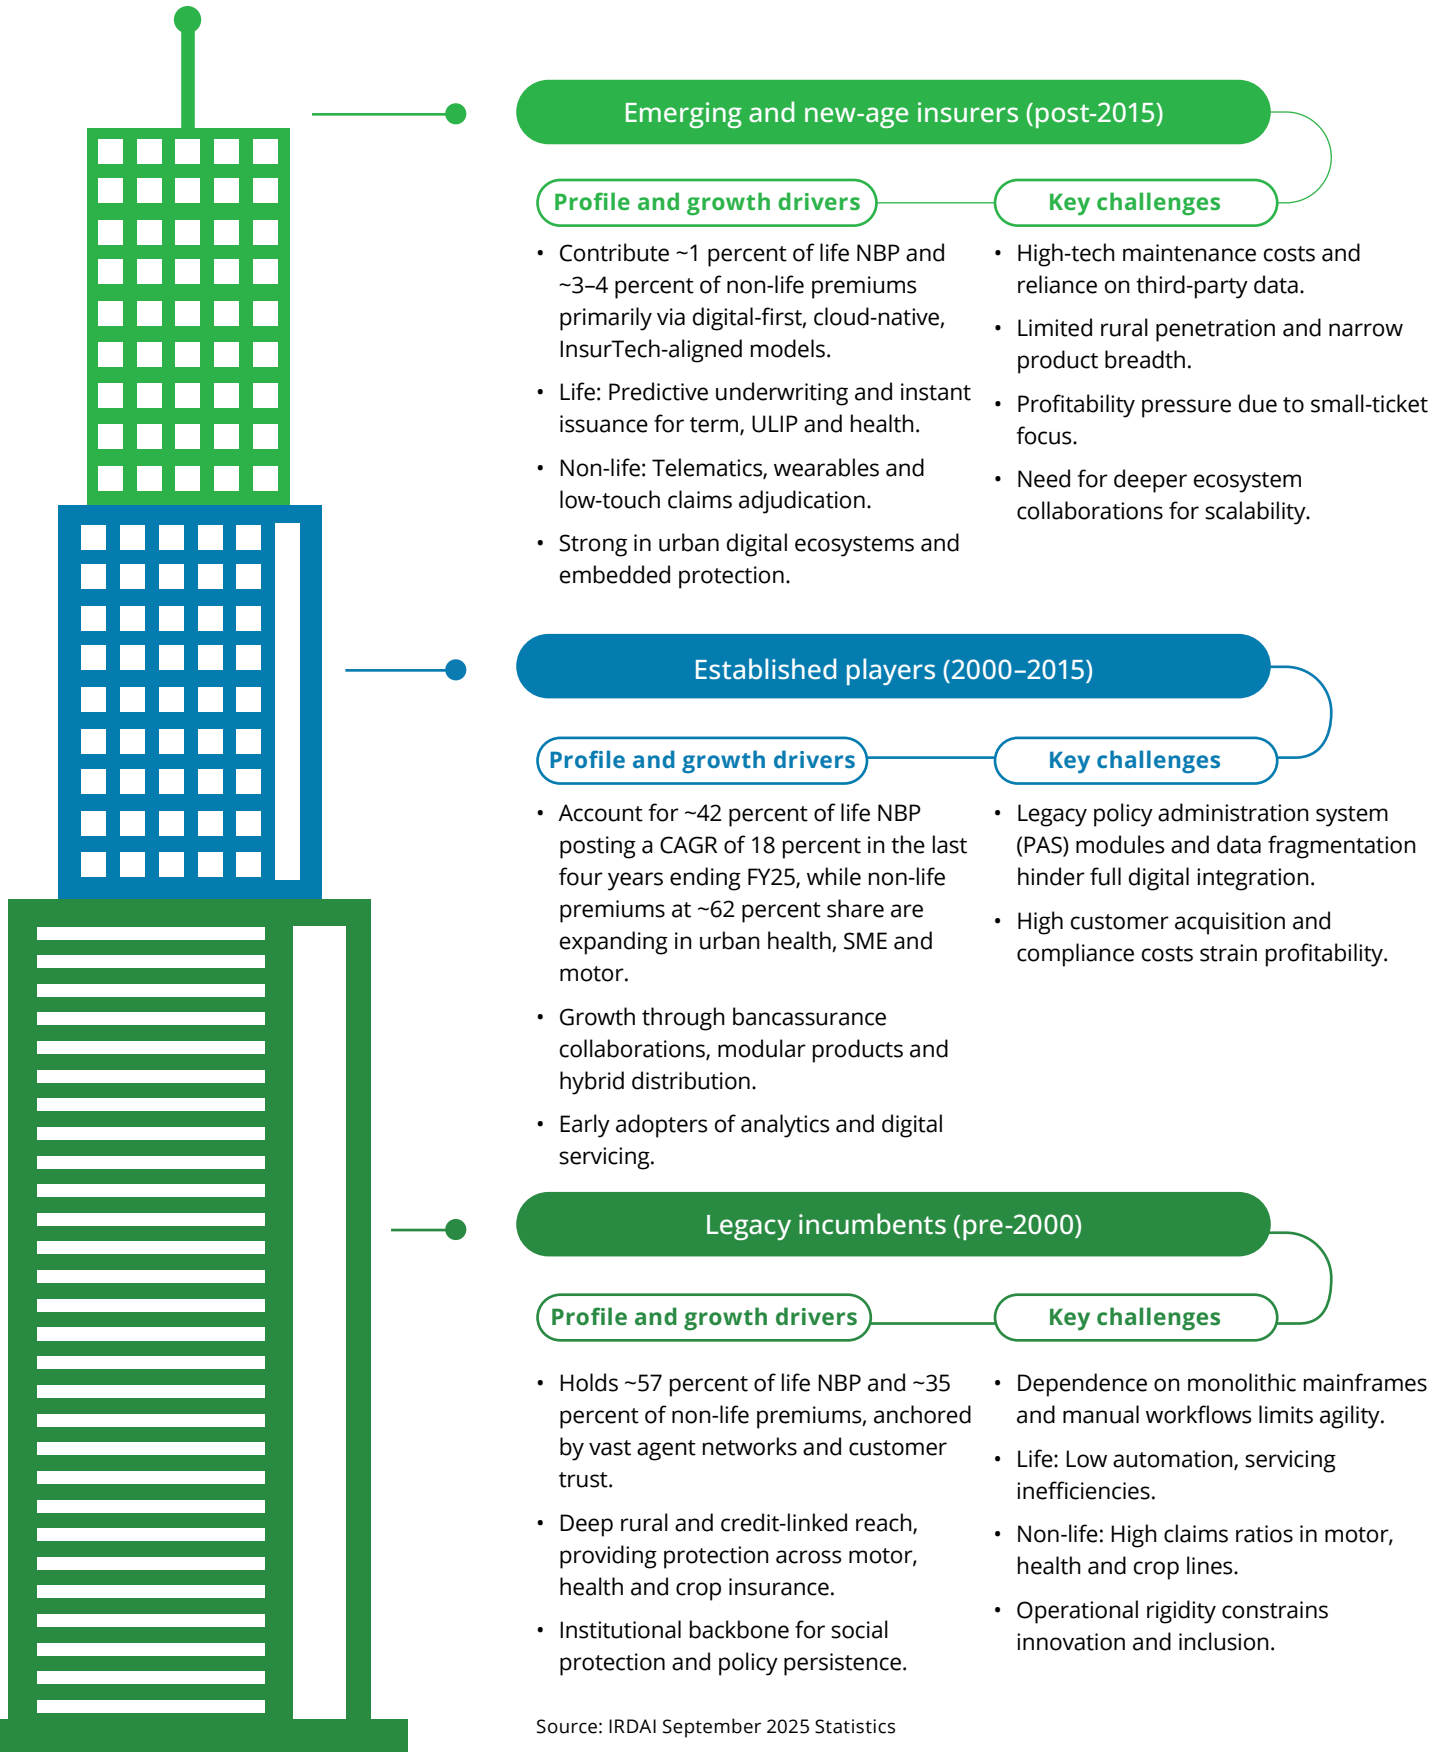 Emerging and new-age insurers (post-2015)
Profile and growth drivers
• Contribute ~1 percent of life NBP and
~3–4 percent of non-life premiums
primarily via digital-first, cloud-native,
InsurTech-aligned models.
• Life: Predictive underwriting and instant
issuance for term, ULIP and health.
• Non-life: Telematics, wearables and
low-touch claims adjudication.
• Strong in urban digital ecosystems and
embedded protection.
Key challenges
• High-tech maintenance costs and
reliance on third-party data.
• Limited rural penetration and narrow
product breadth.
• Profitability pressure due to small-ticket
focus.
• Need for deeper ecosystem
collaborations for scalability.
Established players (2000–2015)
Profile and growth drivers
• Account for ~42 percent of life NBP
posting a CAGR of 18 percent in the last
four years ending FY25, while non-life
premiums at ~62 percent share are
expanding in urban health, SME and
motor.
• Growth through bancassurance
collaborations, modular products and
hybrid distribution.
• Early adopters of analytics and digital
servicing.
Key challenges
• Legacy policy administration system
(PAS) modules and data fragmentation
hinder full digital integration.
• High customer acquisition and
compliance costs strain profitability.
Legacy incumbents (pre-2000)
Profile and growth drivers
• Holds ~57 percent of life NBP and ~35
percent of non-life premiums, anchored
by vast agent networks and customer
trust.
• Deep rural and credit-linked reach,
providing protection across motor,
health and crop insurance.
• Institutional backbone for social
protection and policy persistence.
Key challenges
• Dependence on monolithic mainframes
and manual workflows limits agility.
• Life: Low automation, servicing
inefficiencies.
• Non-life: High claims ratios in motor,
health and crop lines.
• Operational rigidity constrains
innovation and inclusion.
Source: IRDAI September 2025 Statistics